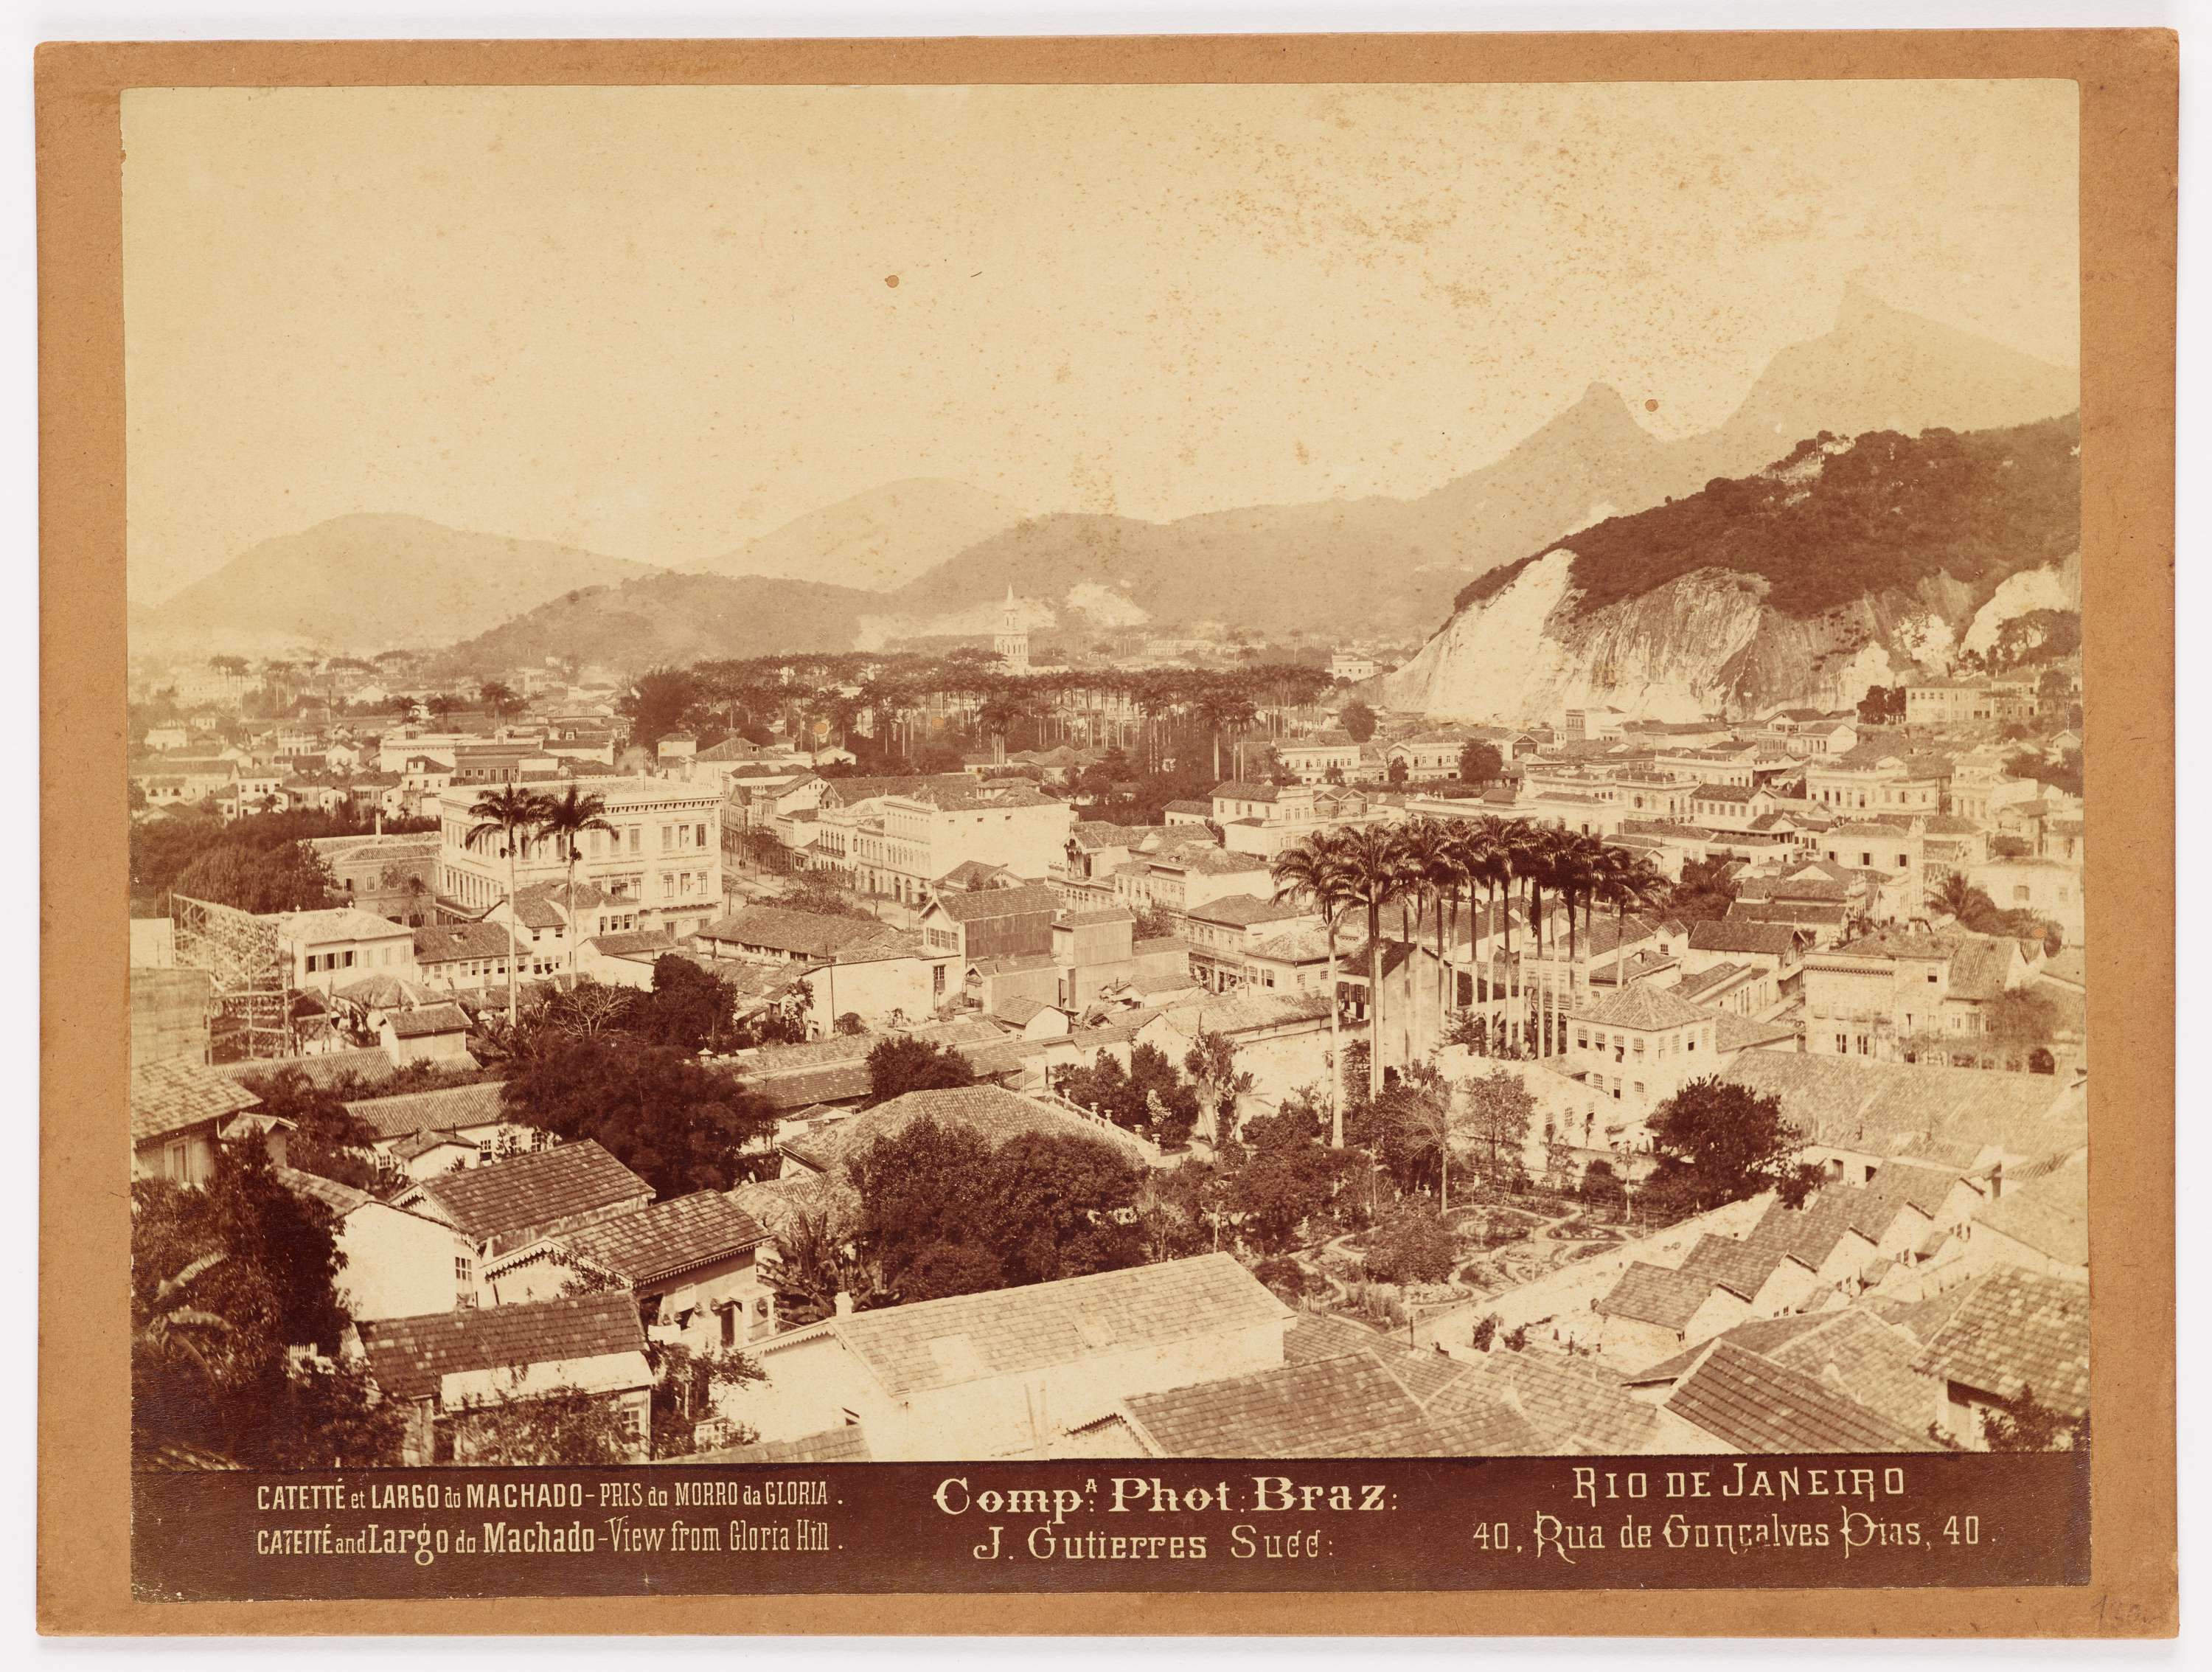 CATETTÉ et LARGO do MACHADO - PRIS do MORRO da GLORIA.
CATETTÉ and Largo do Machado - View from Gloria Hill.
Compᴬ: Phot: Braz:
J. Gutierres Succ:
RIO DE JANEIRO
40, Rua de Gonçalves Dias, 40.